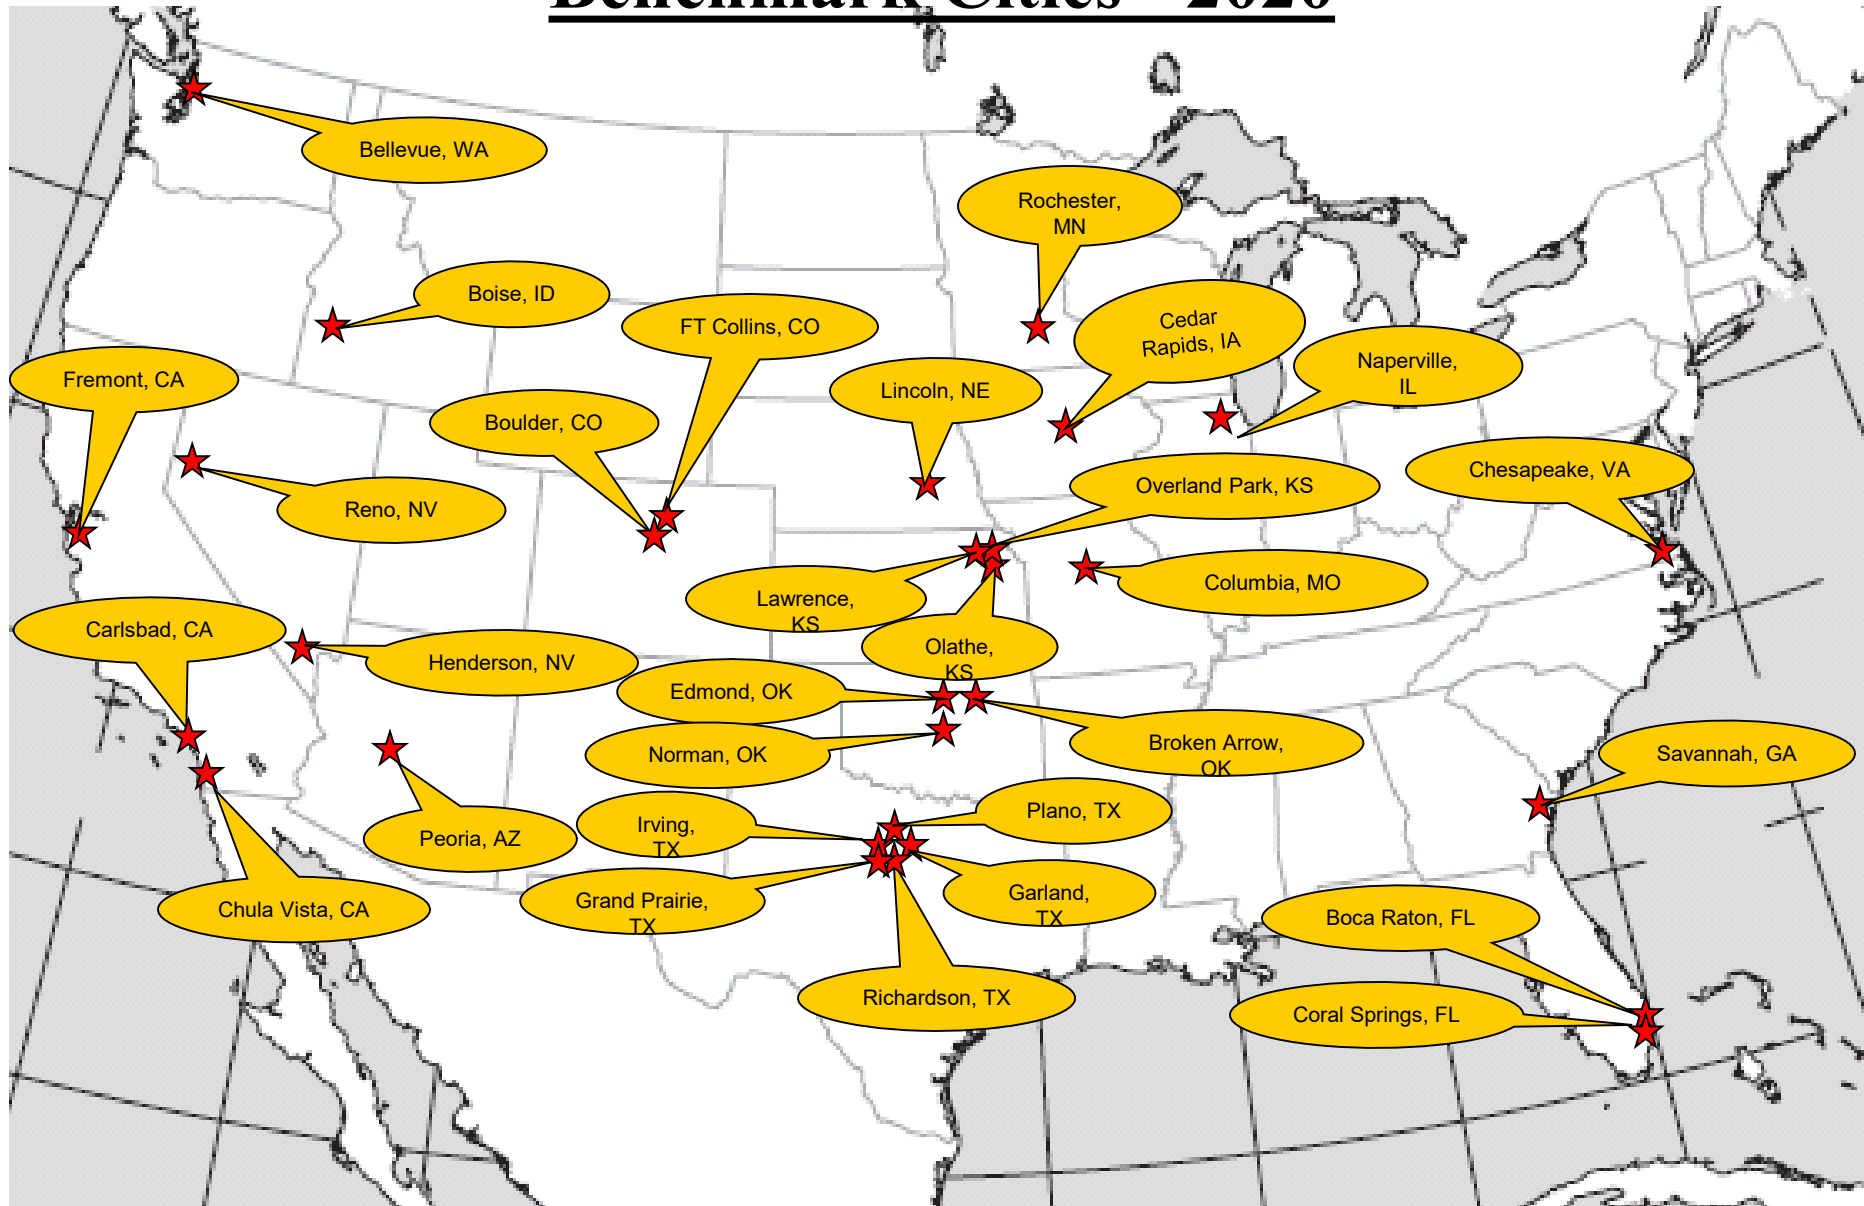 Benchmark Cities - 2020
Bellevue, WA
Rochester,
MN
Boise, ID
FT Collins, CO
Cedar
Rapids, IA
Naperville,
IL
Fremont, CA
Lincoln, NE
Boulder, CO
Chesapeake, VA
Overland Park, KS
Reno, NV
Columbia, MO
Lawrence,
KS
Carlsbad, CA
Olathe,
KS
Henderson, NV
Edmond, OK
Norman, OK
Broken Arrow,
OK
Savannah, GA
Plano, TX
Irving,
TX
Peoria, AZ
Grand Prairie,
TX
Garland,
TX
Chula Vista, CA
Boca Raton, FL
Richardson, TX
Coral Springs, FL